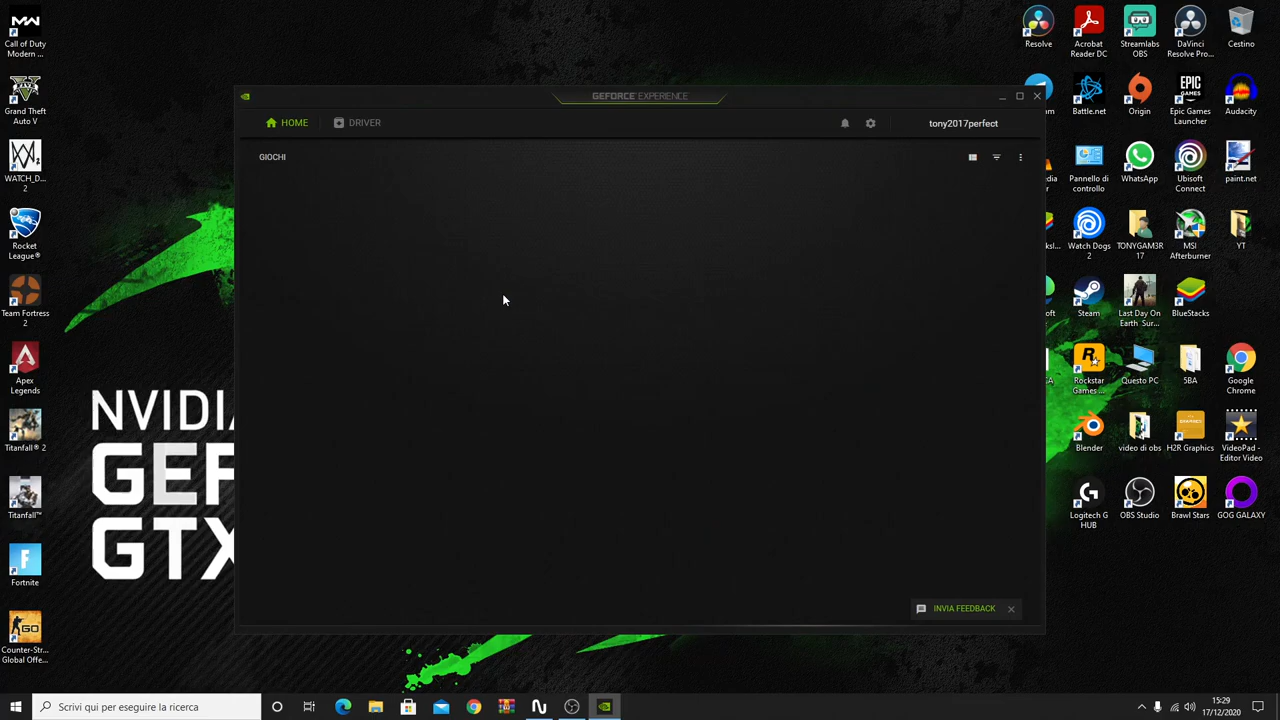 Call of Duty
Modern ...
Grand Theft
Auto V
WATCH_D...
2
Rocket
League®
Team Fortress
2
Apex
Legends
Titanfall® 2
Titanfall™
Fortnite
Counter-Str...
Global Offe...
NVIDIA
GEF
GTX
GEFORCE EXPERIENCE
HOME
DRIVER
tony2017perfect
GIOCHI
INVIA FEEDBACK
Resolve
Acrobat
Reader DC
Streamlabs
OBS
DaVinci
Resolve Pro...
Cestino
Battle.net
Origin
EPIC
GAMES
Epic Games
Launcher
Audacity
Pannello di
controllo
WhatsApp
Ubisoft
Connect
paint.net
Watch Dogs
2
TONYGAM3R
17
MSI
Afterburner
YT
Steam
Last Day On
Earth Sur...
BlueStacks
Rockstar
Games ...
Questo PC
5BA
Google
Chrome
Blender
video di obs
H2R Graphics
VideoPad -
Editor Video
Logitech G
HUB
OBS Studio
Brawl Stars
GOG GALAXY
Scrivi qui per eseguire la ricerca
15:29
17/12/2020